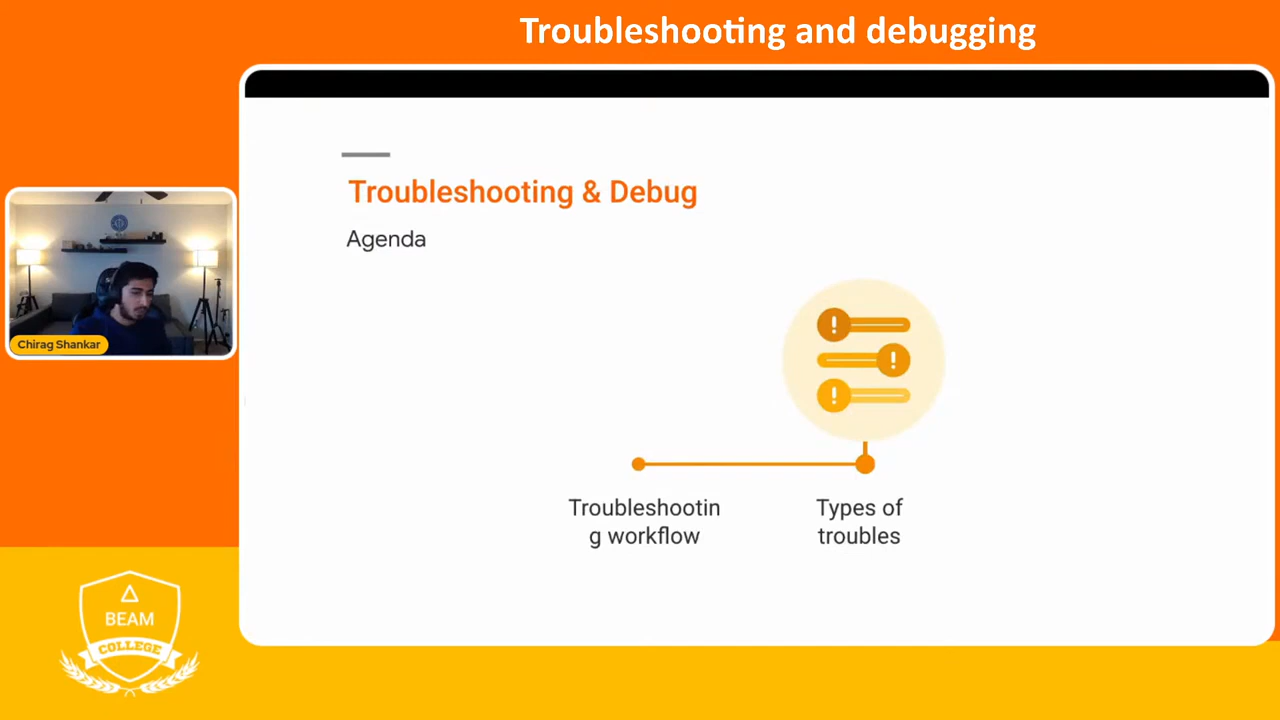 Troubleshooting and debugging
Troubleshooting & Debug
Agenda
Chirag Shankar
Troubleshootin
g workflow
Types of
troubles
BEAM
COLLEGE